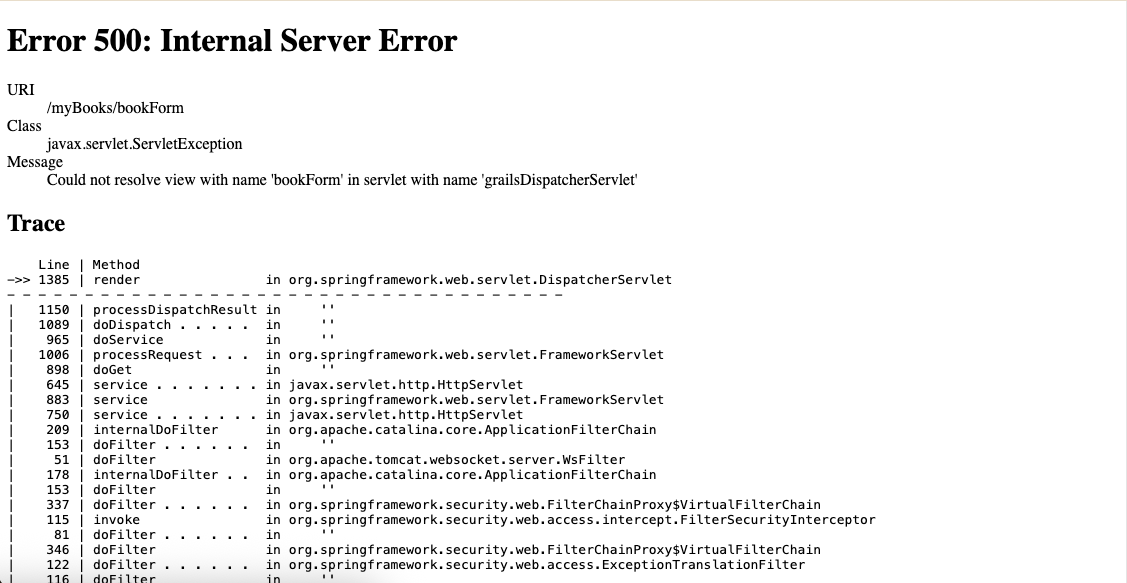 Error 500: Internal Server Error
URI
/myBooks/bookForm
Class
javax.servlet.ServletException
Message
Could not resolve view with name 'bookForm' in servlet with name 'grailsDispatcherServlet'
Trace
    Line | Method
->> 1385 | render                in org.springframework.web.servlet.DispatcherServlet
- - - - - - - - - - - - - - - - - - - - - - - - - - - - - - - - - - - -
|   1150 | processDispatchResult in     ''
|   1089 | doDispatch . . . . .  in     ''
|    965 | doService             in     ''
|   1006 | processRequest . . .  in org.springframework.web.servlet.FrameworkServlet
|    898 | doGet                 in     ''
|    645 | service . . . . . . . in javax.servlet.http.HttpServlet
|    883 | service               in org.springframework.web.servlet.FrameworkServlet
|    750 | service . . . . . . . in javax.servlet.http.HttpServlet
|    209 | internalDoFilter      in org.apache.catalina.core.ApplicationFilterChain
|    153 | doFilter . . . . . .  in     ''
|     51 | doFilter              in org.apache.tomcat.websocket.server.WsFilter
|    178 | internalDoFilter . .  in org.apache.catalina.core.ApplicationFilterChain
|    153 | doFilter              in     ''
|    337 | doFilter . . . . . .  in org.springframework.security.web.FilterChainProxy$VirtualFilterChain
|    115 | invoke                in org.springframework.security.web.access.intercept.FilterSecurityInterceptor
|     81 | doFilter . . . . . .  in     ''
|    346 | doFilter              in org.springframework.security.web.FilterChainProxy$VirtualFilterChain
|    122 | doFilter . . . . . .  in org.springframework.security.web.access.ExceptionTranslationFilter
|    116 | doFilter              in     ''